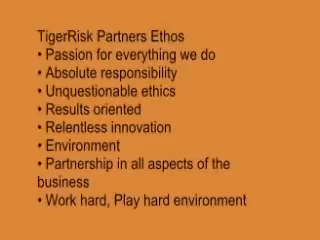 TigerRisk Partners Ethos
• Passion for everything we do
• Absolute responsibility
• Unquestionable ethics
• Results oriented
• Relentless innovation
• Environment
• Partnership in all aspects of the
business
• Work hard, Play hard environment